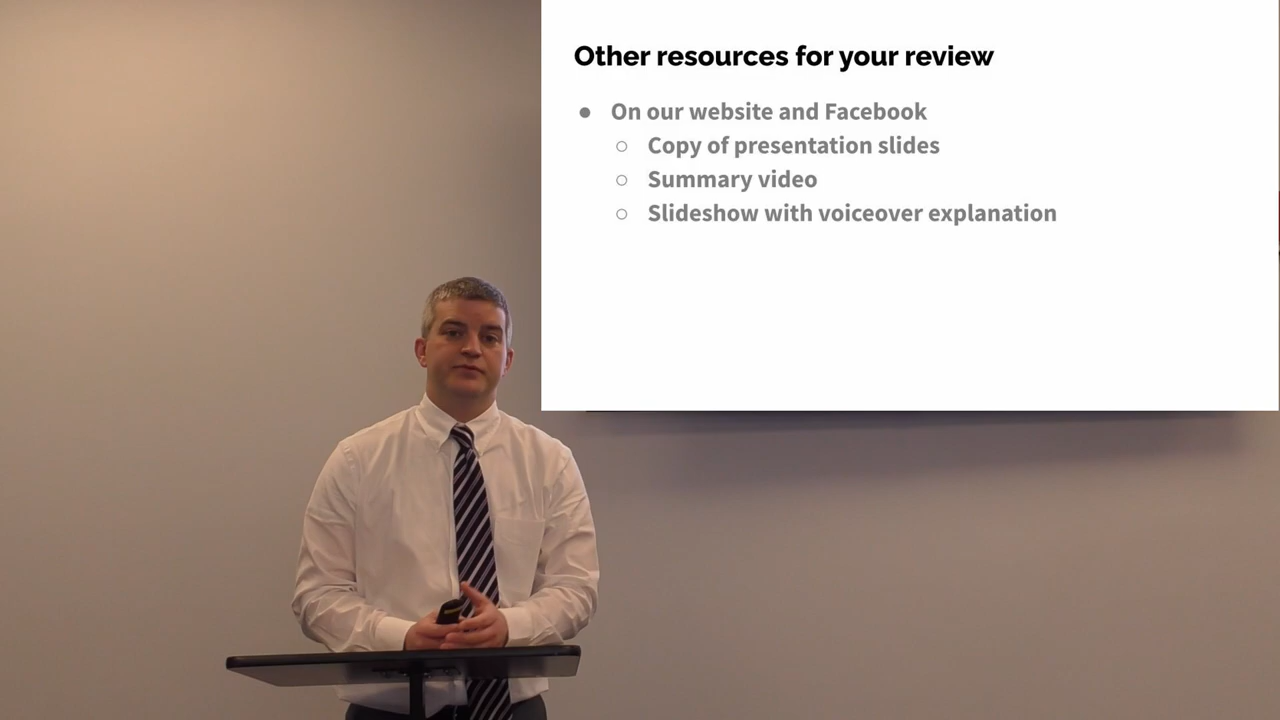 Other resources for your review
● On our website and Facebook
○ Copy of presentation slides
○ Summary video
○ Slideshow with voiceover explanation